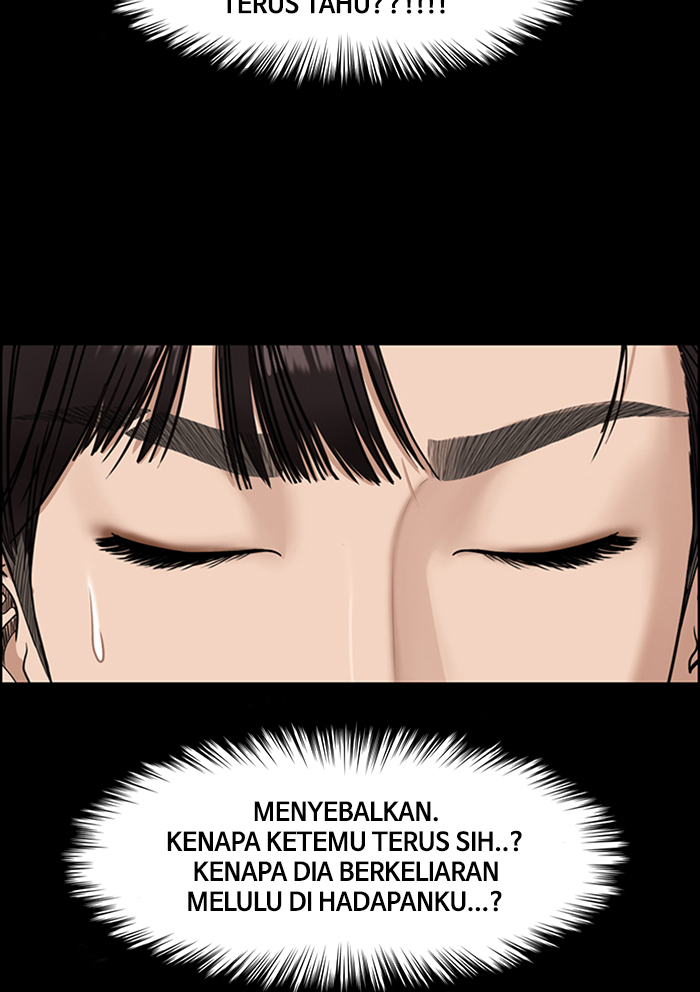 TERUS TAHU??!!!!
MENYEBALKAN.
KENAPA KETEMU TERUS SIH..?
KENAPA DIA BERKELIARAN
MELULU DI HADAPANKU...?